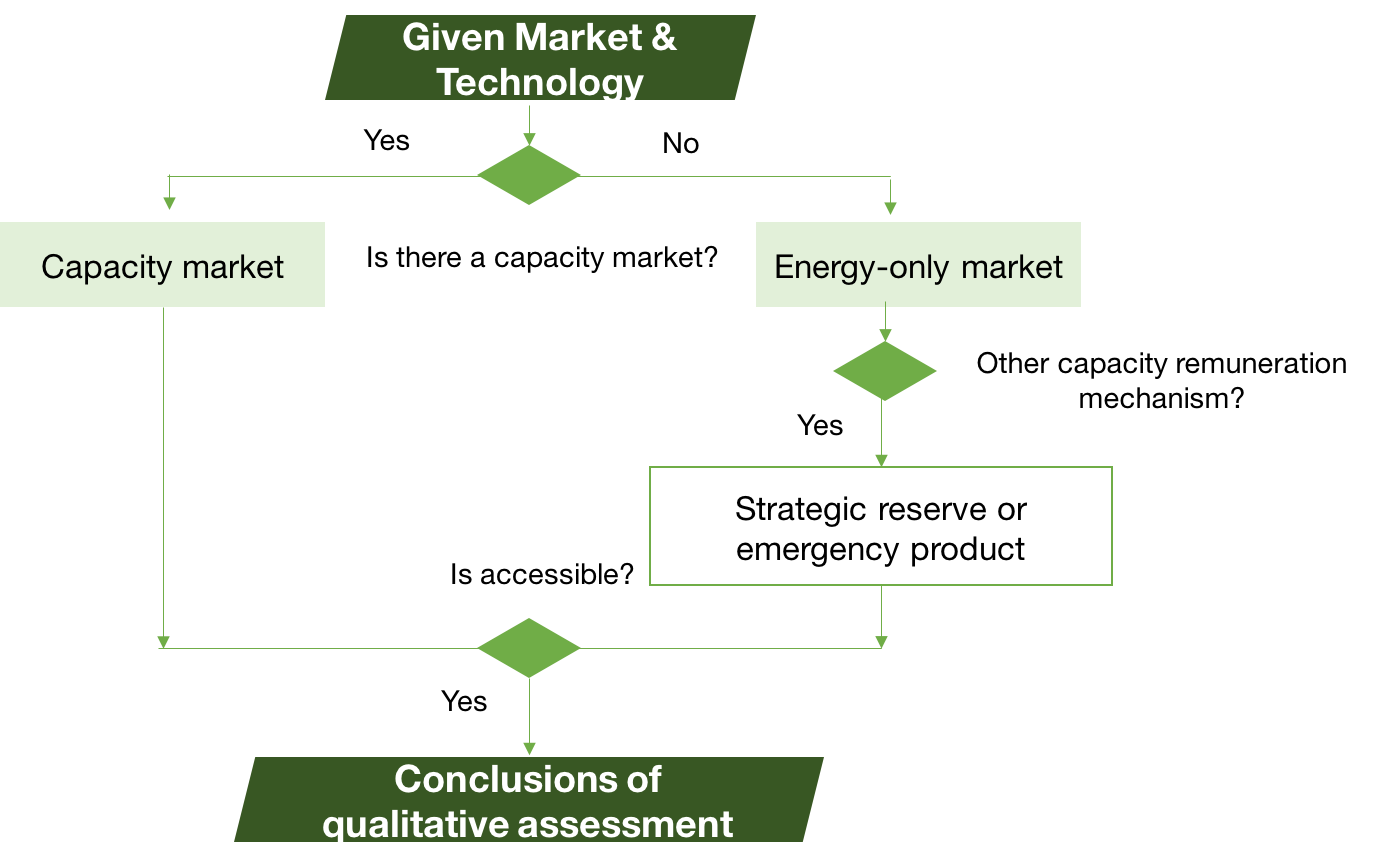 Given Market &
Technology
Yes
No
Is there a capacity market?
Capacity market
Energy-only market
Other capacity remuneration
mechanism?
Yes
Strategic reserve or
emergency product
Is accessible?
Yes
Conclusions of
qualitative assessment